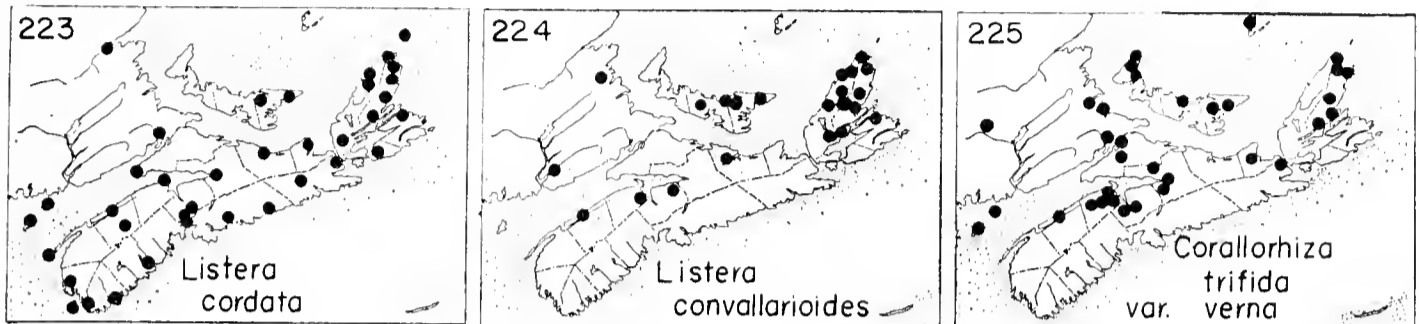 223
Listera
cordata
224
Listera
convallarioides
225
Corallorhiza
trifida
var. verna